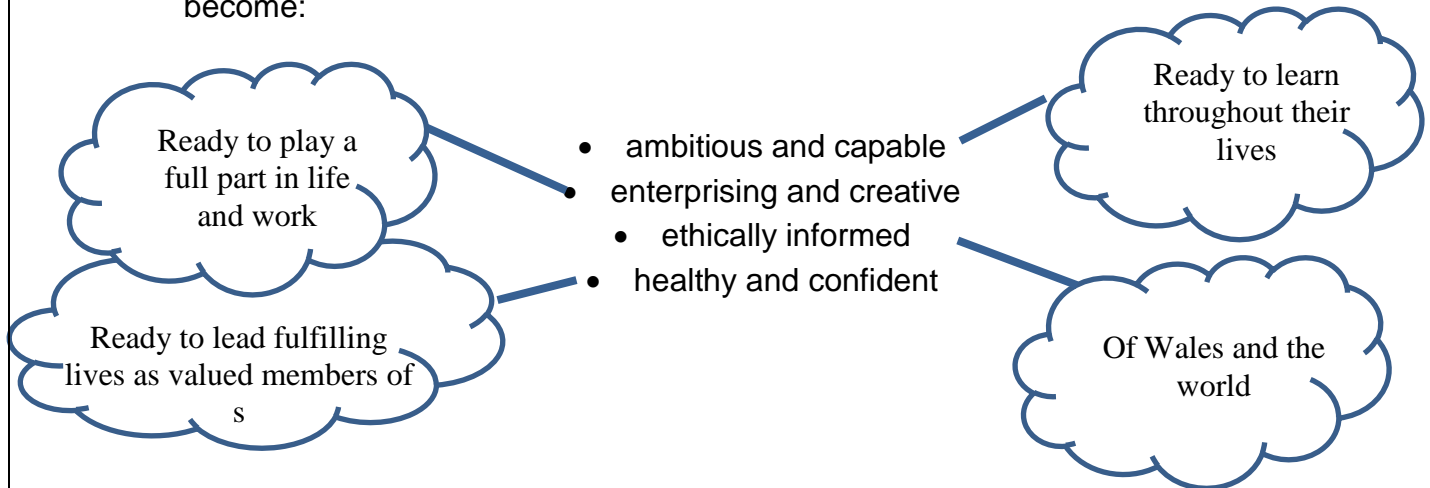 become:
Ready to play a
full part in life
and work
Ready to lead fulfilling
lives as valued members of
s
• ambitious and capable
• enterprising and creative
• ethically informed
• healthy and confident
Ready to learn
throughout their
lives
Of Wales and the
world